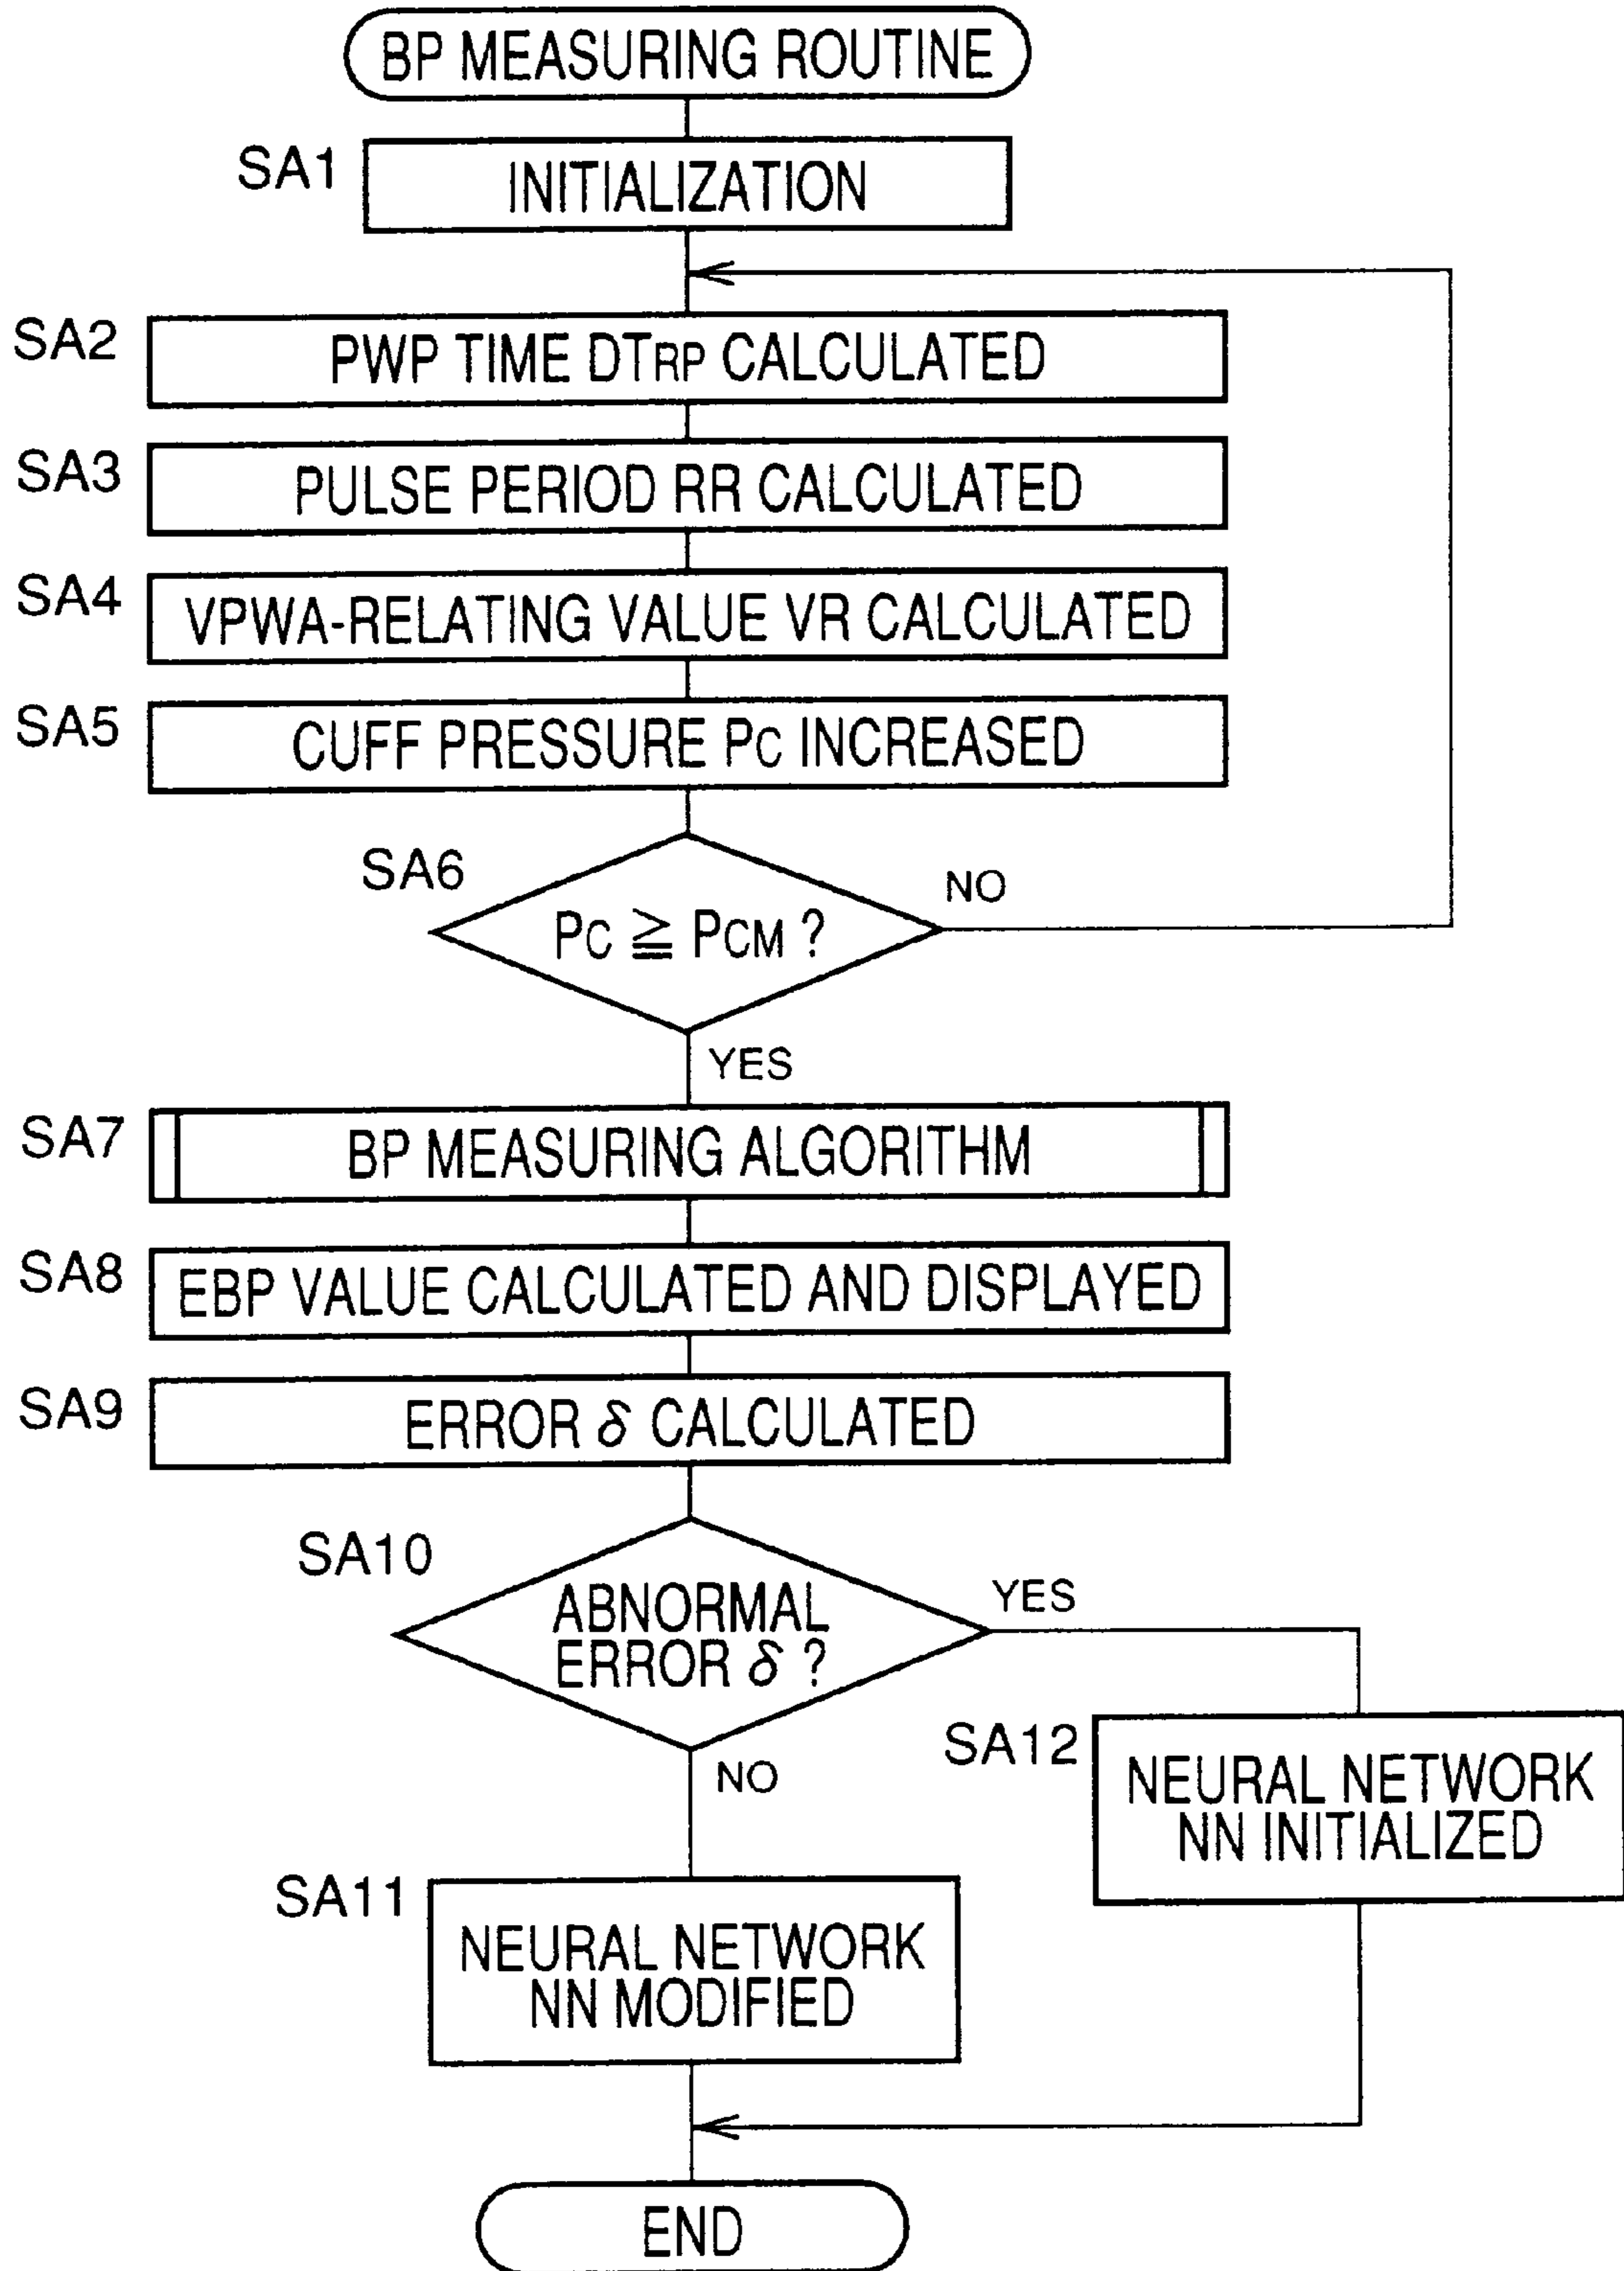 BP MEASURING ROUTINE
SA1
INITIALIZATION
SA2
PWP TIME DTRP CALCULATED
SA3
PULSE PERIOD RR CALCULATED
SA4
VPWA-RELATING VALUE VR CALCULATED
SA5
CUFF PRESSURE PC INCREASED
SA6
PC ≧ PCM ?
NO
YES
SA7
BP MEASURING ALGORITHM
SA8
EBP VALUE CALCULATED AND DISPLAYED
SA9
ERROR δ CALCULATED
SA10
ABNORMAL
ERROR δ ?
YES
NO
SA12
NEURAL NETWORK
NN INITIALIZED
SA11
NEURAL NETWORK
NN MODIFIED
END